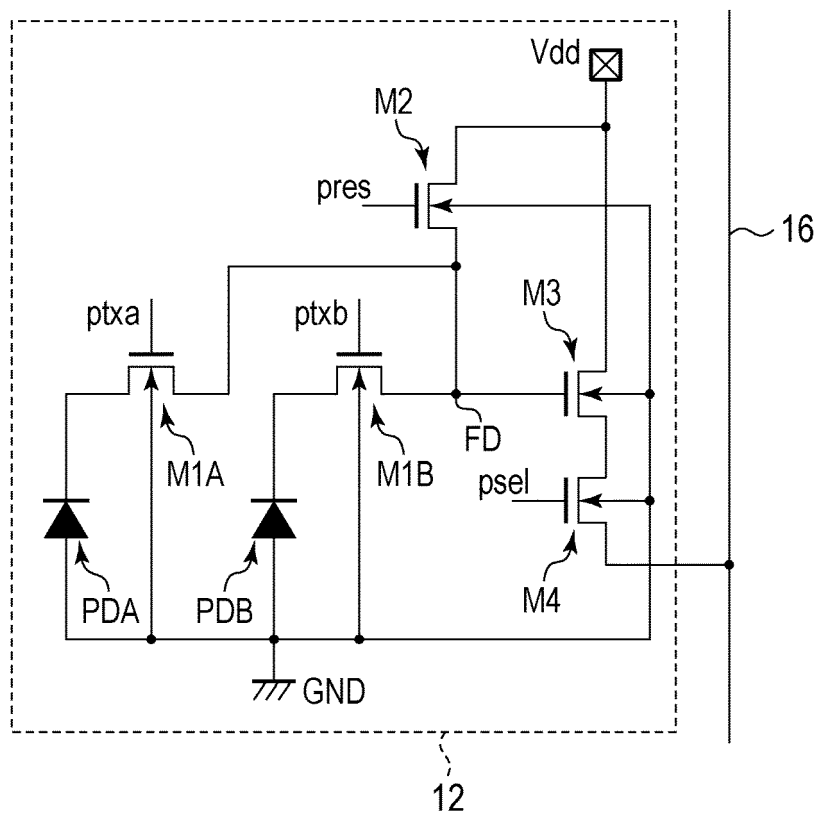 Vdd
M2
pres
16
M3
ptxa
ptxb
M1A
M1B
FD
psel
PDA
PDB
M4
GND
12